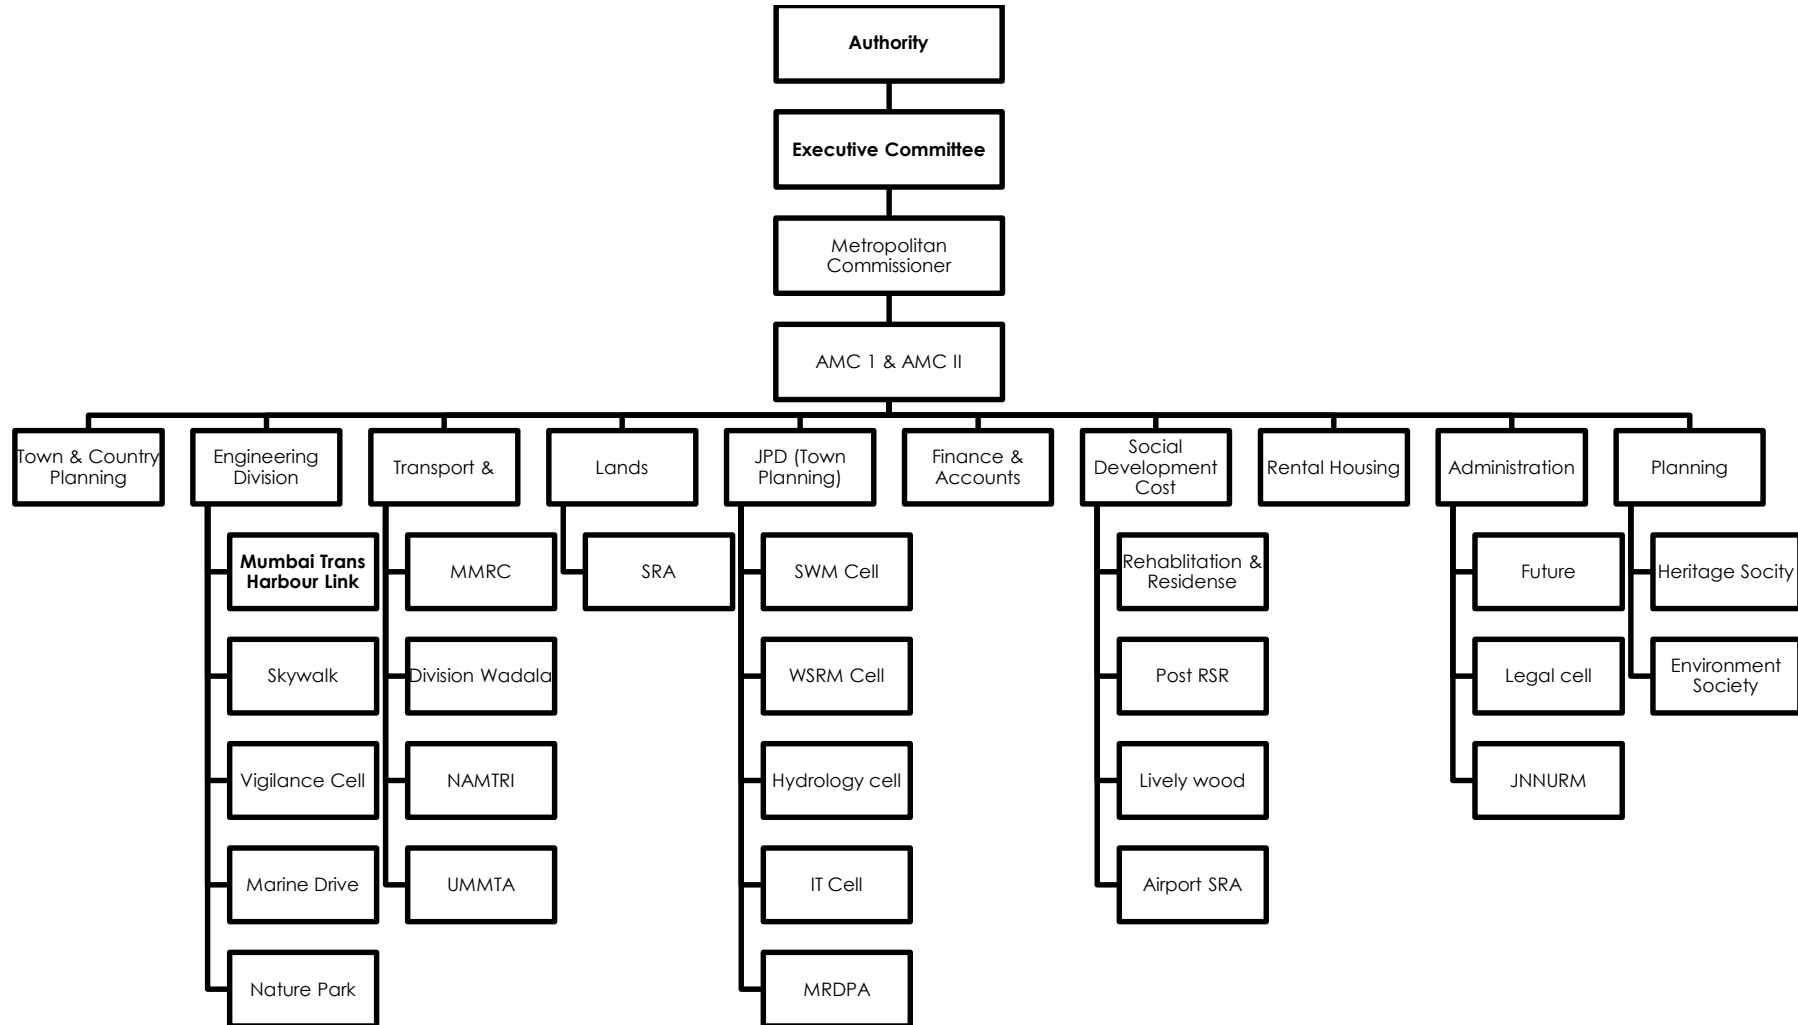 Authority
Executive Committee
Metropolitan
Commissioner
AMC 1 & AMC II
Town & Country
Planning
Engineering
Division
Transport &
Lands
JPD (Town
Planning)
Finance &
Accounts
Social
Development
Cost
Rental Housing
Administration
Planning
Mumbai Trans
Harbour Link
MMRC
SRA
SWM Cell
Rehablitation &
Residense
Future
Heritage Socity
Skywalk
Division Wadala
WSRM Cell
Post RSR
Legal cell
Environment
Society
Vigilance Cell
NAMTRI
Hydrology cell
Lively wood
JNNURM
Marine Drive
UMMTA
IT Cell
Airport SRA
Nature Park
MRDPA